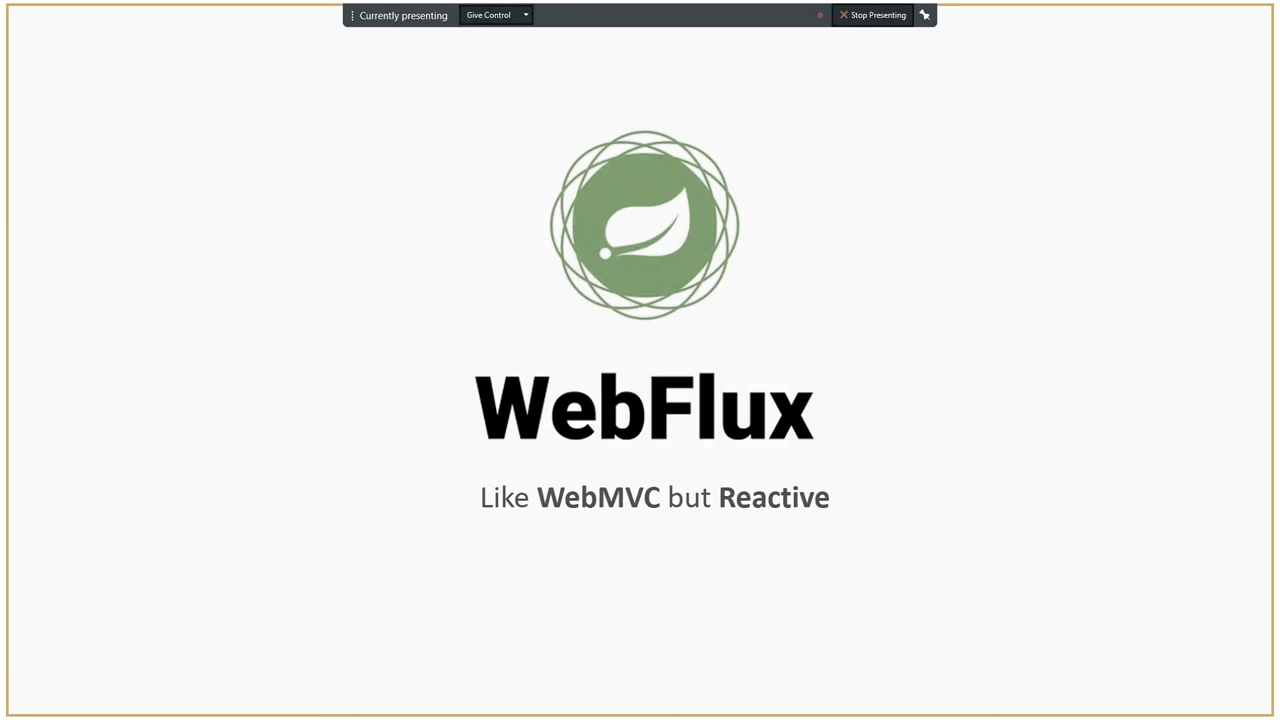 Currently presenting Give Control Stop Presenting
WebFlux
Like WebMVC but Reactive